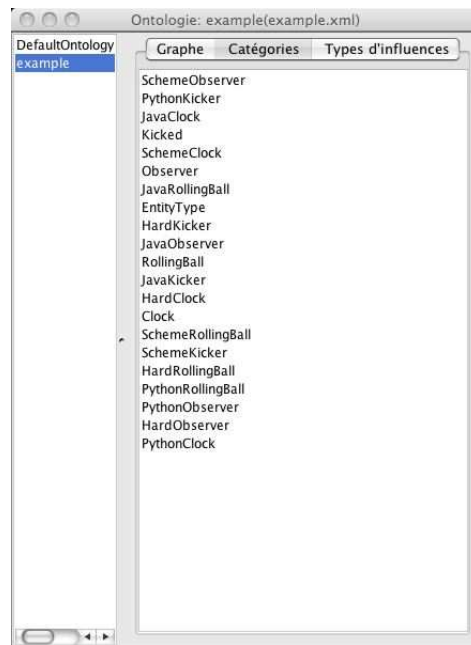 Ontologie: example(example.xml)
DefaultOntology
example
Graphe Catégories Types d'influences
SchemeObserver
PythonKicker
JavaClock
Kicked
SchemeClock
Observer
JavaRollingBall
EntityType
HardKicker
JavaObserver
RollingBall
JavaKicker
HardClock
Clock
SchemeRollingBall
SchemeKicker
HardRollingBall
PythonRollingBall
PythonObserver
HardObserver
PythonClock